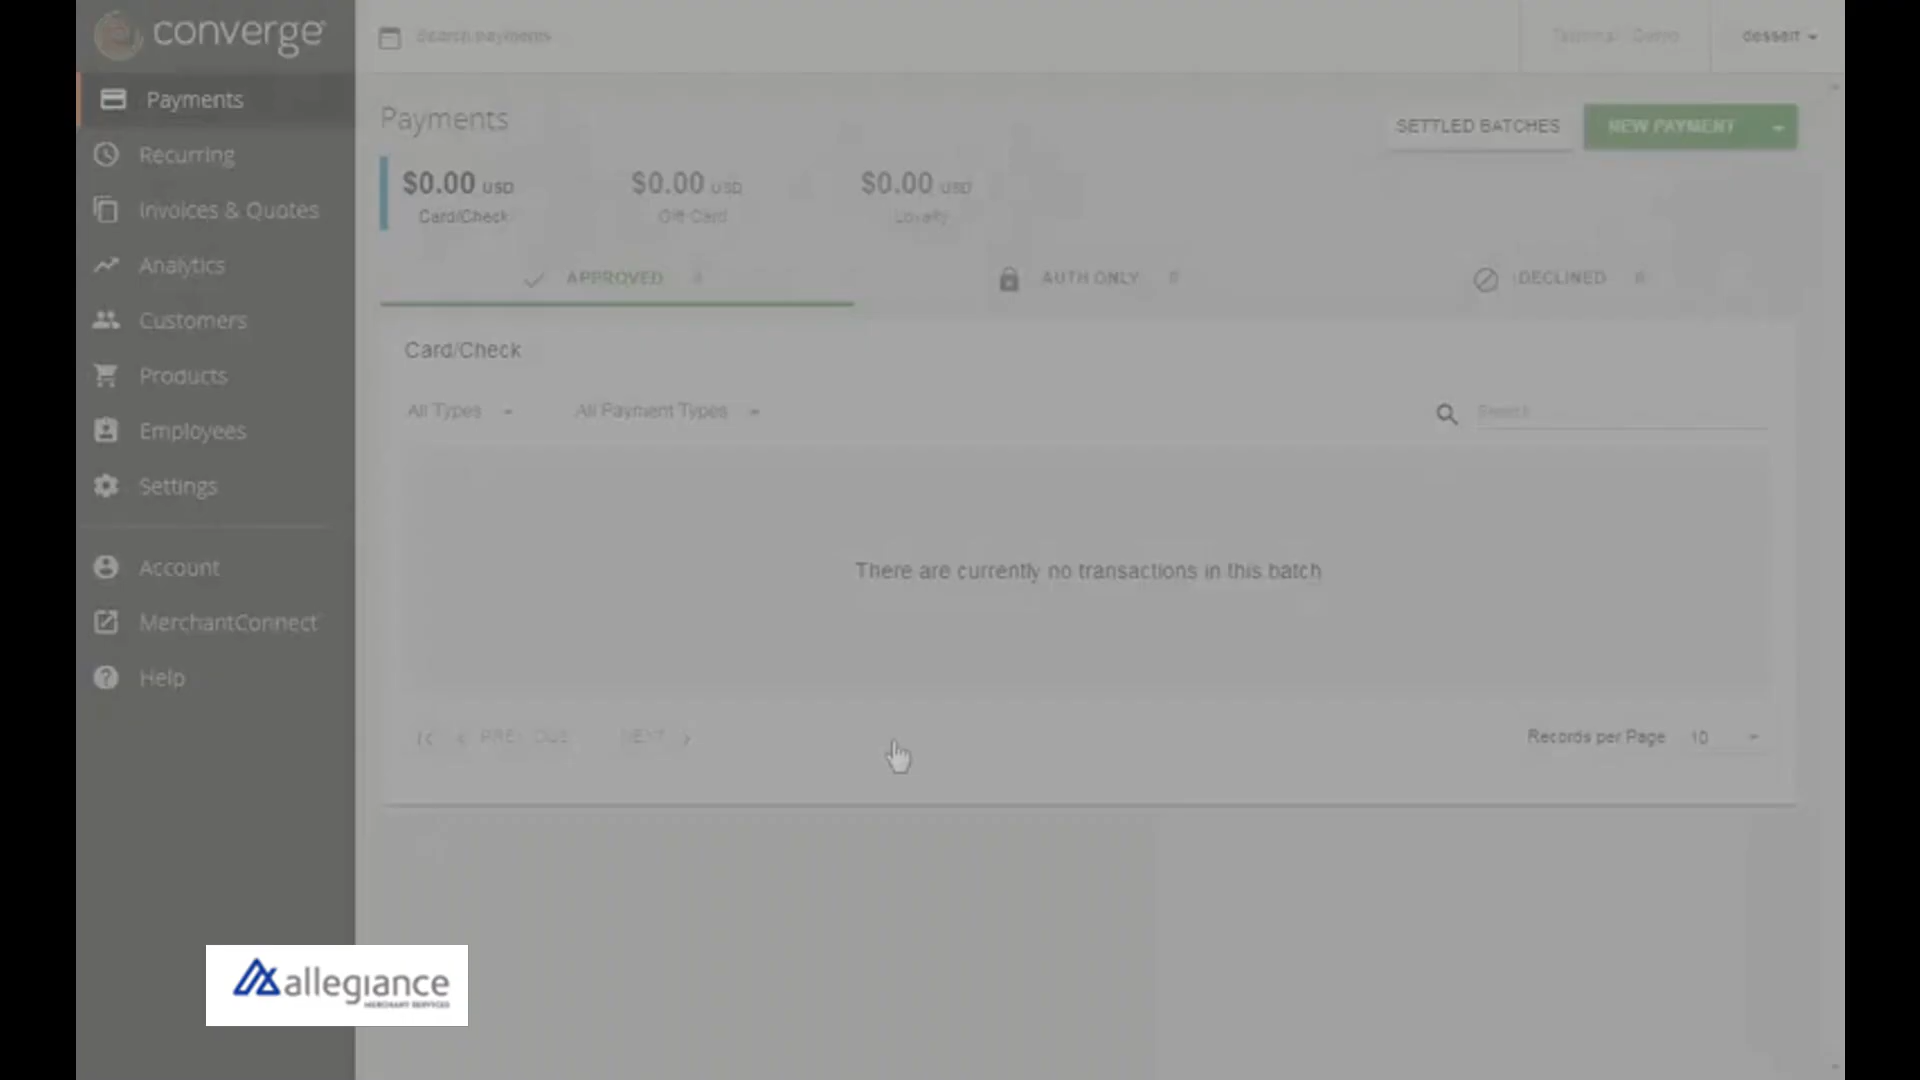 converge
Search payments
Terminal Demo
dessert
Payments
Recurring
Invoices & Quotes
Analytics
Customers
Products
Employees
Settings
Account
MerchantConnect
Help
Payments
SETTLED BATCHES
NEW PAYMENT
$0.00 USD
Card/Check
$0.00 USD
Gift Card
$0.00 USD
Loyalty
APPROVED
AUTH ONLY
DECLINED
Card/Check
All Types
All Payment Types
Search
There are currently no transactions in this batch
PREVIOUS
NEXT
Records per Page 10
allegiance
MERCHANT SERVICES